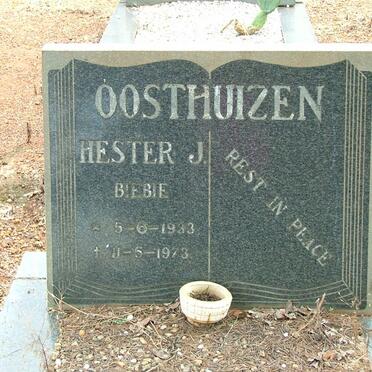 OOSTHUIZEN
HESTER J.
BIEBIE
* 5-6-1933
† 11-5-1973
REST IN PEACE